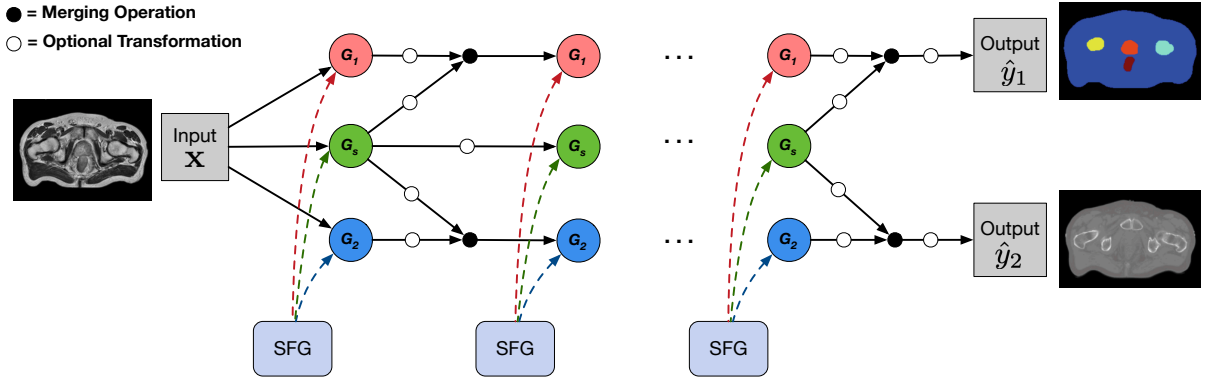 = Merging Operation
= Optional Transformation
G₁ G₁ . . . G₁ Output
ŷ₁
Input
x
Gₛ Gₛ . . . Gₛ
G₂ G₂ . . . G₂ Output
ŷ₂
SFG SFG SFG